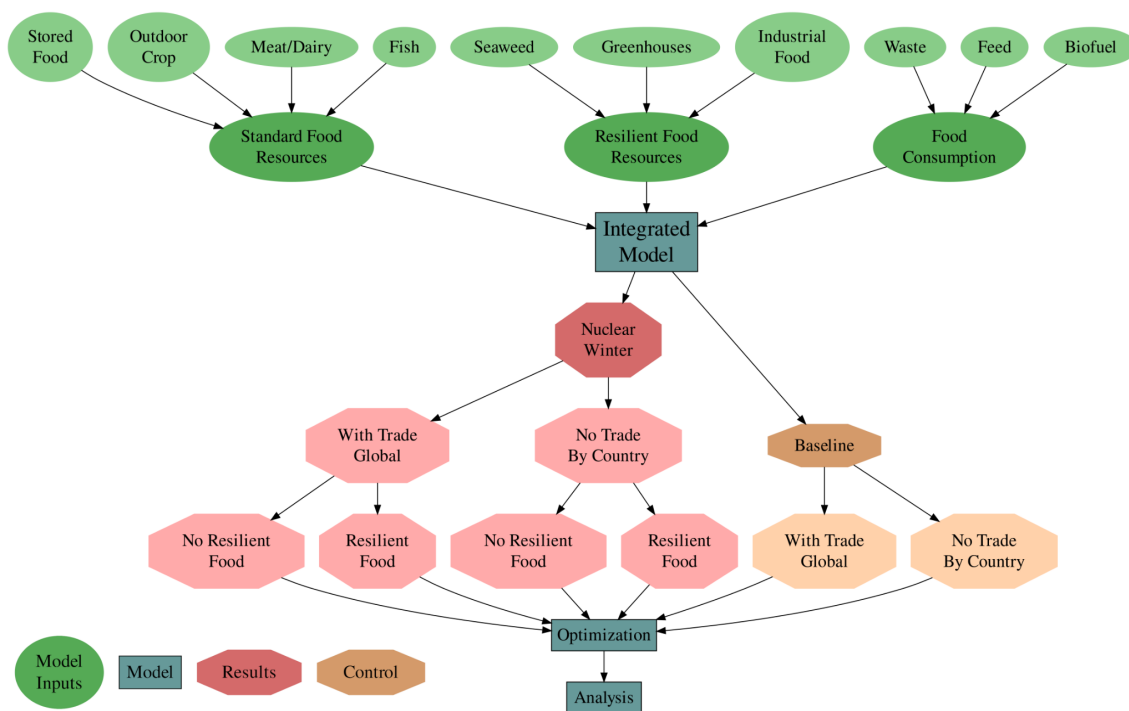 Stored
Food
Outdoor
Crop
Meat/Dairy
Fish
Seaweed
Greenhouses
Industrial
Food
Waste
Feed
Biofuel
Standard Food
Resources
Resilient Food
Resources
Food
Consumption
Integrated
Model
Nuclear
Winter
With Trade
Global
No Trade
By Country
Baseline
No Resilient
Food
Resilient
Food
No Resilient
Food
Resilient
Food
With Trade
Global
No Trade
By Country
Optimization
Model
Inputs
Model
Results
Control
Analysis